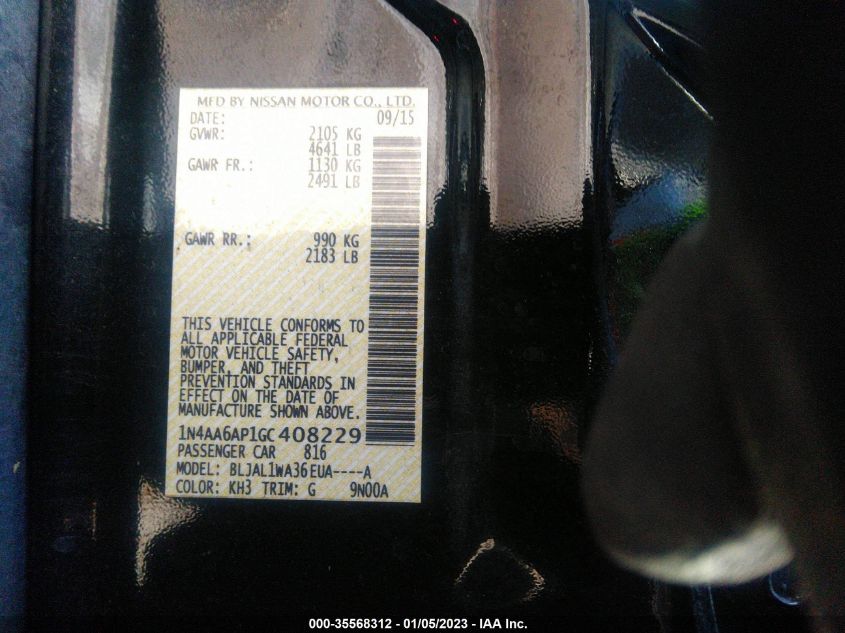 MFD BY NISSAN MOTOR CO., LTD.
DATE: 09/15
GVWR: 2105 KG
4641 LB
GAWR FR.: 1130 KG
2491 LB
GAWR RR.: 990 KG
2183 LB
THIS VEHICLE CONFORMS TO
ALL APPLICABLE FEDERAL
MOTOR VEHICLE SAFETY,
BUMPER, AND THEFT
PREVENTION STANDARDS IN
EFFECT ON THE DATE OF
MANUFACTURE SHOWN ABOVE.
1N4AA6AP1GC408229
PASSENGER CAR 816
MODEL: BLJAL1WA36EUA----A
COLOR: KH3 TRIM: G 9N00A
000-35568312 - 01/05/2023 - IAA Inc.